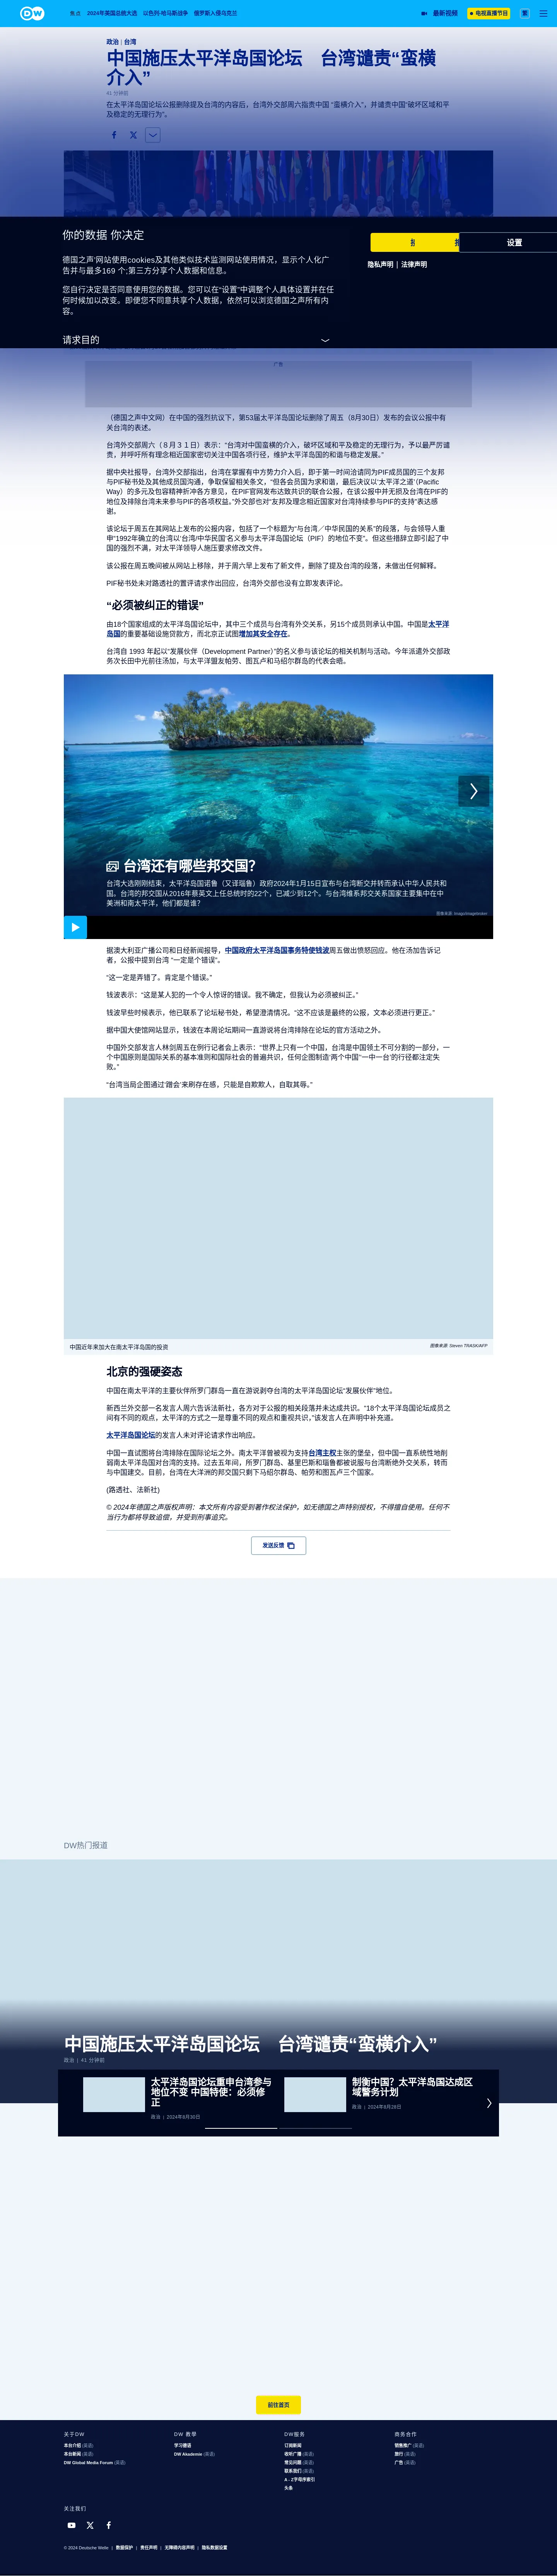 DW
焦点 2024年美国总统大选 以色列-哈马斯战争 俄罗斯入侵乌克兰
最新视频
电视直播节目
繁
政治 | 台湾
中国施压太平洋岛国论坛　台湾谴责“蛮横
介入”
41 分钟前
在太平洋岛国论坛公报删除提及台湾的内容后，台湾外交部周六指责中国 “蛮横介入”，并谴责中国“破坏区域和平
及稳定的无理行为”。
你的数据 你决定
德国之声'网站使用cookies及其他类似技术监测网站使用情况，显示个人化广
告并与最多169 个;第三方分享个人数据和信息。
您自行决定是否同意使用您的数据。您可以在“设置”中调整个人具体设置并在任
何时候加以改变。即便您不同意共享个人数据，依然可以浏览德国之声所有内
容。
请求目的
设置
隐私声明 | 法律声明
广告
（德国之声中文网）在中国的强烈抗议下，第53届太平洋岛国论坛删除了周五（8月30日）发布的会议公报中有
关台湾的表述。
台湾外交部周六（８月３１日）表示：“台湾对中国蛮横的介入，破坏区域和平及稳定的无理行为，予以最严厉谴
责，并呼吁所有理念相近国家密切关注中国各项行径，维护太平洋岛国的和谐与稳定发展。”
据中央社报导，台湾外交部指出，台湾在掌握有中方势力介入后，即于第一时间洽请同为PIF成员国的三个友邦
与PIF秘书处及其他成员国沟通，争取保留相关条文，“但各会员国为求和谐，最后决议以‘太平洋之道’（Pacific
Way）的多元及包容精神折冲各方意见，在PIF官网发布达致共识的联合公报，在该公报中并无损及台湾在PIF的
地位及排除台湾未来参与PIF的各项权益。”外交部也对“友邦及理念相近国家对台湾持续参与PIF的支持”表达感
谢。
该论坛于周五在其网站上发布的公报内容，包括了一个标题为“与台湾／中华民国的关系”的段落，与会领导人重
申“1992年确立的台湾以‘台湾/中华民国’名义参与太平洋岛国论坛（PIF）的地位不变”。但这些措辞立即引起了中
国的强烈不满，对太平洋领导人施压要求修改文件。
该公报在周五晚间被从网站上移除，并于周六早上发布了新文件，删除了提及台湾的段落，未做出任何解释。
PIF秘书处未对路透社的置评请求作出回应，台湾外交部也没有立即发表评论。
“必须被纠正的错误”
由18个国家组成的太平洋岛国论坛中，其中三个成员与台湾有外交关系，另15个成员则承认中国。中国是太平洋
岛国的重要基础设施贷款方，而北京正试图增加其安全存在。
台湾自 1993 年起以“发展伙伴（Development Partner）”的名义参与该论坛的相关机制与活动。今年派遣外交部政
务次长田中光前往汤加，与太平洋盟友帕劳、图瓦卢和马绍尔群岛的代表会晤。
台湾还有哪些邦交国？
台湾大选刚刚结束，太平洋岛国诺鲁（又译瑙鲁）政府2024年1月15日宣布与台湾断交并转而承认中华人民共和
国。台湾的邦交国从2016年蔡英文上任总统时的22个，已减少到12个。与台湾维系邦交关系国家主要集中在中
美洲和南太平洋，他们都是谁？
据澳大利亚广播公司和日经新闻报导，中国政府太平洋岛国事务特使钱波周五做出愤怒回应。他在汤加告诉记
者，公报中提到台湾 “一定是个错误”。
“这一定是弄错了。肯定是个错误。”
钱波表示：“这是某人犯的一个令人惊讶的错误。我不确定，但我认为必须被纠正。”
钱波早些时候表示，他已联系了论坛秘书处，希望澄清情况。“这不应该是最终的公报，文本必须进行更正。”
据中国大使馆网站显示，钱波在本周论坛期间一直游说将台湾排除在论坛的官方活动之外。
中国外交部发言人林剑周五在例行记者会上表示：“世界上只有一个中国，台湾是中国领土不可分割的一部分，一
个中国原则是国际关系的基本准则和国际社会的普遍共识，任何企图制造‘两个中国’‘一中一台’的行径都注定失
败。”
“台湾当局企图通过‘蹭会’来刷存在感，只能是自欺欺人，自取其辱。”
中国近年来加大在南太平洋岛国的投资
图像来源: Steven TRASK/AFP
北京的强硬姿态
中国在南太平洋的主要伙伴所罗门群岛一直在游说剥夺台湾的太平洋岛国论坛“发展伙伴”地位。
新西兰外交部一名发言人周六告诉法新社，各方对于公报的相关段落并未达成共识。“18个太平洋岛国论坛成员之
间有不同的观点，太平洋的方式之一是尊重不同的观点和重视共识，”该发言人在声明中补充道。
太平洋岛国论坛的发言人未对评论请求作出响应。
中国一直试图将台湾排除在国际论坛之外。南太平洋曾被视为支持台湾主权主张的堡垒，但中国一直系统性地削
弱南太平洋岛国对台湾的支持。过去五年间，所罗门群岛、基里巴斯和瑙鲁都被说服与台湾断绝外交关系，转而
与中国建交。目前，台湾在大洋洲的邦交国只剩下马绍尔群岛、帕劳和图瓦卢三个国家。
(路透社、法新社)
© 2024年德国之声版权声明：本文所有内容受到著作权法保护，如无德国之声特别授权，不得擅自使用。任何不
当行为都将导致追偿，并受到刑事追究。
发送反馈
DW热门报道
中国施压太平洋岛国论坛　台湾谴责“蛮横介入”
政治 | 41 分钟前
太平洋岛国论坛重申台湾参与
地位不变 中国特使：必须修
正
政治 | 2024年8月30日
制衡中国？太平洋岛国达成区
域警务计划
政治 | 2024年8月28日
前往首页
关于DW
本台介绍 (英语)
本台新闻 (英语)
DW Global Media Forum (英语)
DW 教学
学习德语
DW Akademie (英语)
DW服务
订阅新闻
收听广播 (英语)
常见问题 (英语)
联系我们 (英语)
A - Z字母序索引
头条
商务合作
销售推广 (英语)
旅行 (英语)
广告 (英语)
关注我们
© 2024 Deutsche Welle | 数据保护 | 责任声明 | 无障碍内容声明 | 隐私数据设置